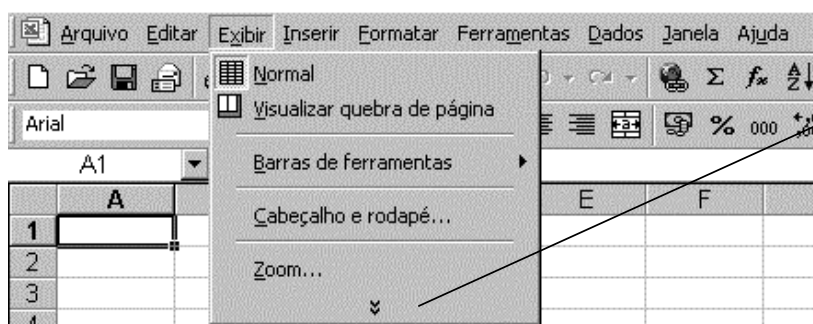 Arquivo Editar Exibir Inserir Formatar Ferramentas Dados Janela Ajuda
Normal
Visualizar quebra de página
Arial
% 000
A1
Barras de ferramentas
A E F
Cabeçalho e rodapé...
1
2
Zoom...
3